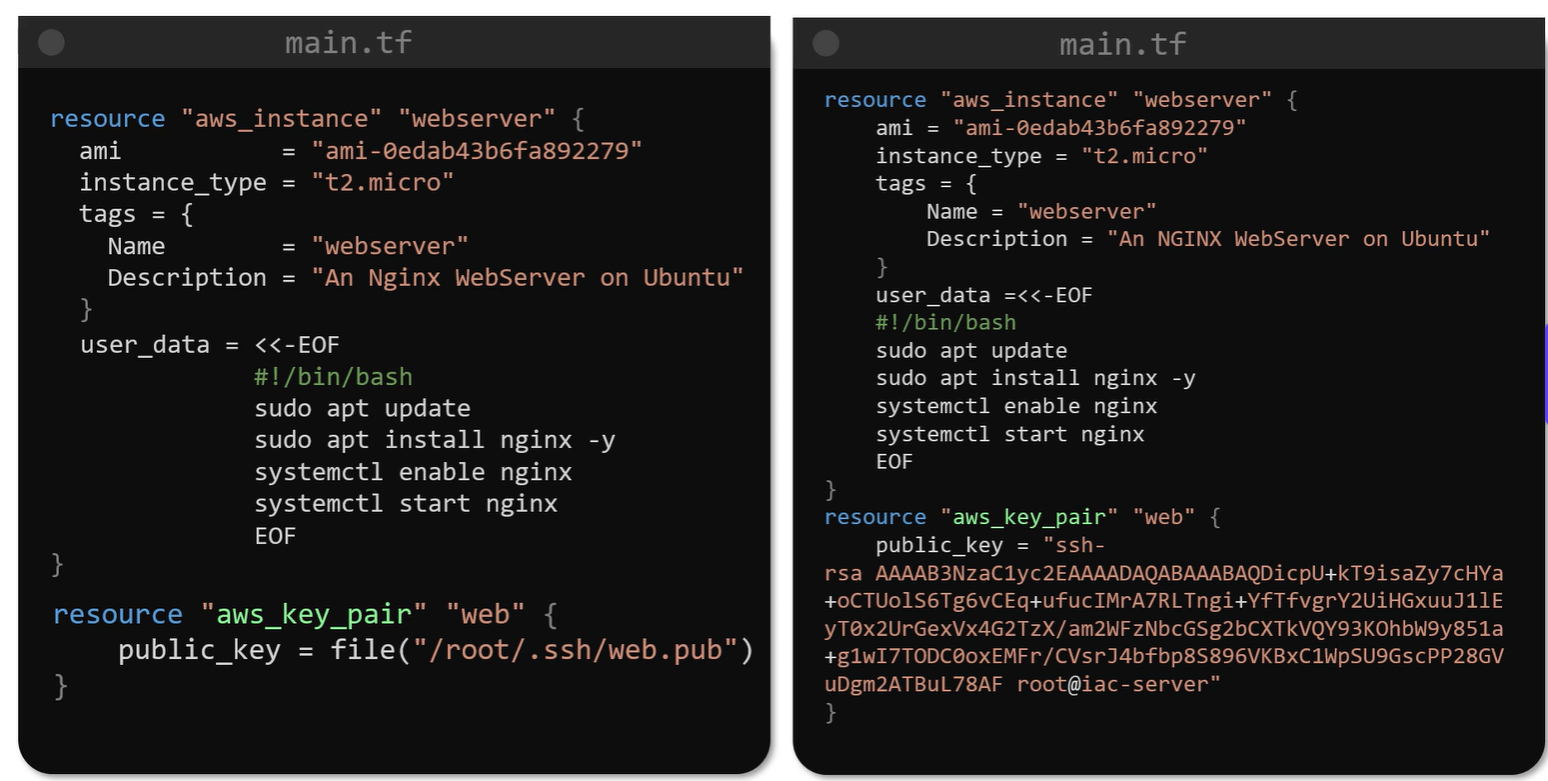 main.tf
resource "aws_instance" "webserver" {
  ami           = "ami-0edab43b6fa892279"
  instance_type = "t2.micro"
  tags = {
    Name        = "webserver"
    Description = "An Nginx WebServer on Ubuntu"
  }
  user_data = <<-EOF
              #!/bin/bash
              sudo apt update
              sudo apt install nginx -y
              systemctl enable nginx
              systemctl start nginx
              EOF
}
resource "aws_key_pair" "web" {
    public_key = file("/root/.ssh/web.pub")
}
main.tf
resource "aws_instance" "webserver" {
    ami = "ami-0edab43b6fa892279"
    instance_type = "t2.micro"
    tags = {
        Name = "webserver"
        Description = "An NGINX WebServer on Ubuntu"
    }
    user_data =<<-EOF
    #!/bin/bash
    sudo apt update
    sudo apt install nginx -y
    systemctl enable nginx
    systemctl start nginx
    EOF
}
resource "aws_key_pair" "web" {
    public_key = "ssh-
rsa AAAAB3NzaC1yc2EAAAADAQABAAABAQDicpU+kT9isaZy7cHYa
+oCTUolS6Tg6vCEq+ufucIMrA7RLTngi+YfTfvgrY2UiHGxuuJ1lE
yT0x2UrGexVx4G2TzX/am2WFzNbcGSg2bCXTkVQY93KOhbW9y851a
+g1wI7TODC0oxEMFr/CVsrJ4bfbp8S896VKBxC1WpSU9GscPP28GV
uDgm2ATBuL78AF root@iac-server"
}